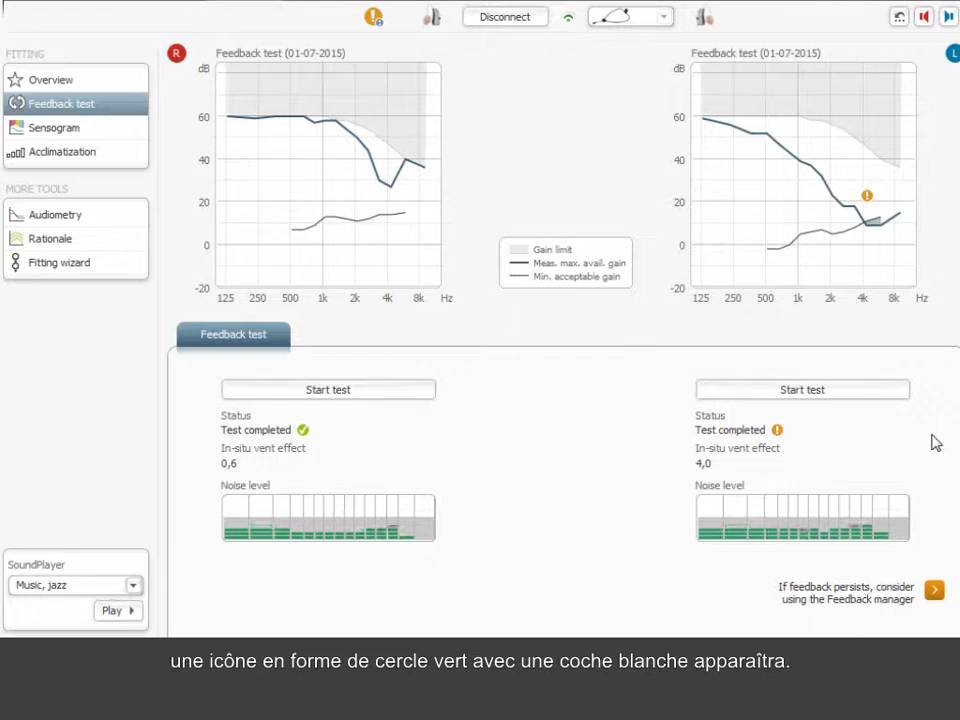 Disconnect
FITTING
Overview
Feedback test
Sensogram
Acclimatization
MORE TOOLS
Audiometry
Rationale
Fitting wizard
SoundPlayer
Music, jazz
Play
R
Feedback test (01-07-2015)
dB
60
40
20
0
-20
125 250 500 1k 2k 4k 8k Hz
Gain limit
Meas. max. avail. gain
Min. acceptable gain
Feedback test (01-07-2015)
L
dB
60
40
20
0
-20
125 250 500 1k 2k 4k 8k Hz
Feedback test
Start test
Status
Test completed
In-situ vent effect
0,6
Noise level
Start test
Status
Test completed
In-situ vent effect
4,0
Noise level
If feedback persists, consider
using the Feedback manager
une icône en forme de cercle vert avec une coche blanche apparaîtra.